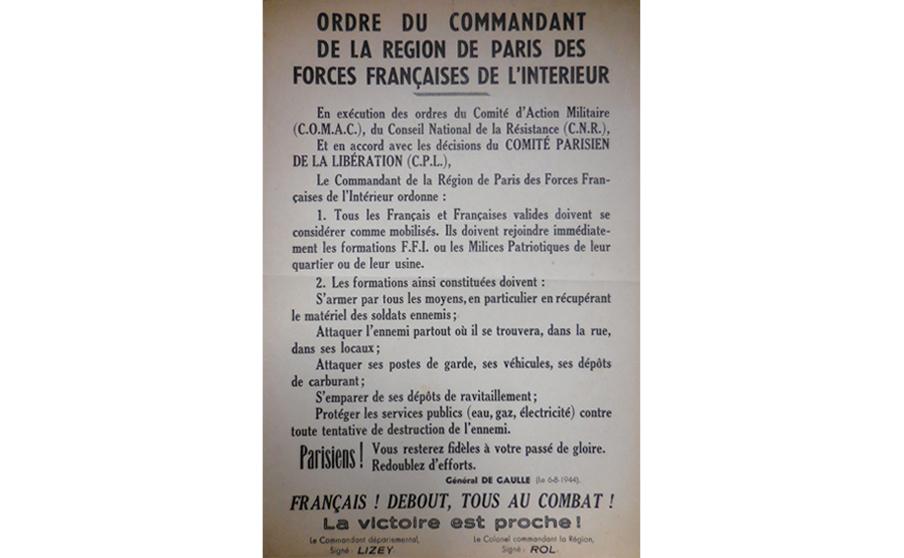 ORDRE DU COMMANDANT
DE LA REGION DE PARIS DES
FORCES FRANÇAISES DE L'INTERIEUR
En exécution des ordres du Comité d'Action Militaire
(C.O.M.A.C.), du Conseil National de la Résistance (C.N.R.),
Et en accord avec les décisions du COMITÉ PARISIEN
DE LA LIBÉRATION (C.P.L.),
Le Commandant de la Région de Paris des Forces Fran-
çaises de l'Intérieur ordonne :
1. Tous les Français et Françaises valides doivent se
considérer comme mobilisés. Ils doivent rejoindre immédiate-
ment les formations F.F.I. ou les Milices Patriotiques de leur
quartier ou de leur usine.
2. Les formations ainsi constituées doivent :
S'armer par tous les moyens, en particulier en récupérant
le matériel des soldats ennemis ;
Attaquer l'ennemi partout où il se trouvera, dans la rue,
dans ses locaux ;
Attaquer ses postes de garde, ses véhicules, ses dépôts
de carburant ;
S'emparer de ses dépôts de ravitaillement ;
Protéger les services publics (eau, gaz, électricité) contre
toute tentative de destruction de l'ennemi.
Parisiens ! Vous resterez fidèles à votre passé de gloire.
Redoublez d'efforts.
Général DE GAULLE (le 6-8-1944).
FRANÇAIS ! DEBOUT, TOUS AU COMBAT !
La victoire est proche !
Le Commandant départemental, Le Colonel commandant la Région,
Signé : LIZEY. Signé : ROL.